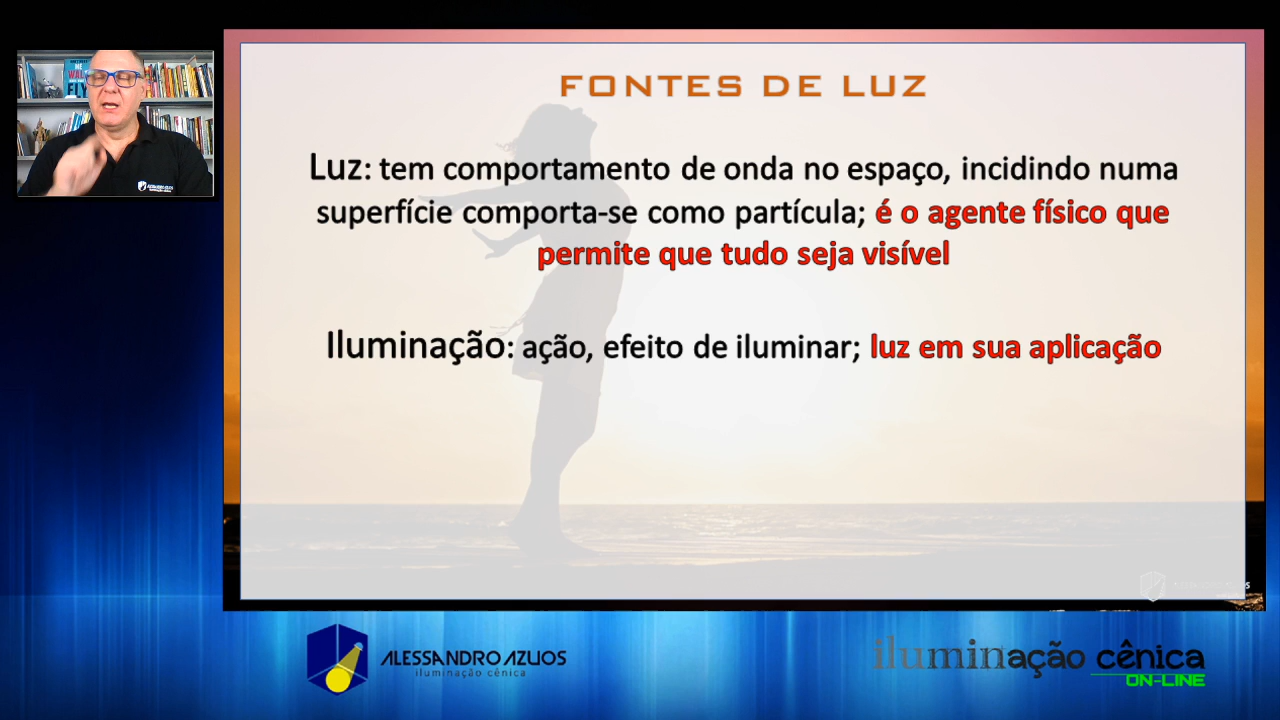 FONTES DE LUZ
Luz: tem comportamento de onda no espaço, incidindo numa
superfície comporta-se como partícula; é o agente físico que
permite que tudo seja visível
Iluminação: ação, efeito de iluminar; luz em sua aplicação
ALESSANDRO AZUOS
iluminação cênica
iluminação cênica
ON-LINE